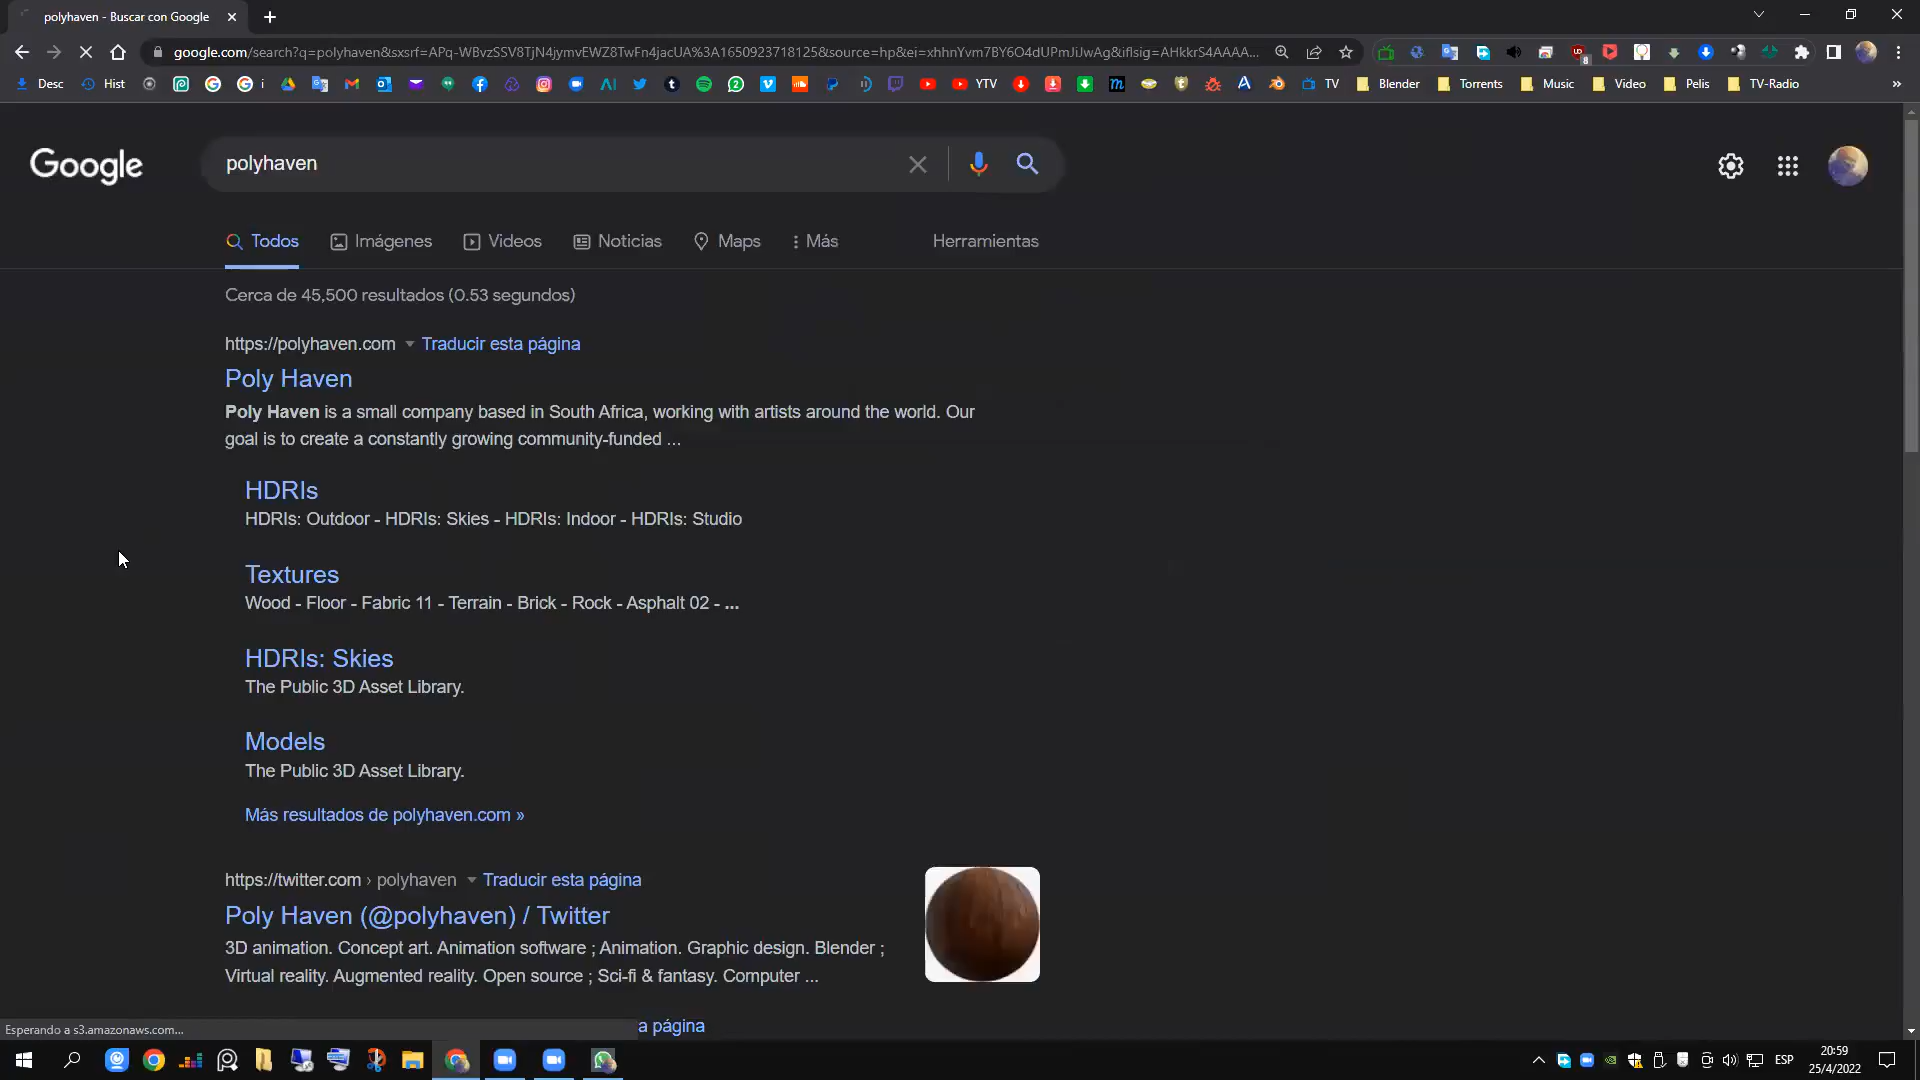 polyhaven - Buscar con Google
google.com/search?q=polyhaven&sxsrf=APq-WBvzSSV8TjN4jymvEWZ8TwFn4jacUA%3A1650923718125&source=hp&ei=xhhnYvm7BY6O4dUPmJiJwAg&iflsig=AHkkrS4AAAA...
Desc Hist i YTV TV Blender Torrents Music Video Pelis TV-Radio »
Google
polyhaven
Todos Imágenes Videos Noticias Maps Más Herramientas
Cerca de 45,500 resultados (0.53 segundos)
https://polyhaven.com Traducir esta página
Poly Haven
Poly Haven is a small company based in South Africa, working with artists around the world. Our
goal is to create a constantly growing community-funded ...
HDRIs
HDRIs: Outdoor - HDRIs: Skies - HDRIs: Indoor - HDRIs: Studio
Textures
Wood - Floor - Fabric 11 - Terrain - Brick - Rock - Asphalt 02 - ...
HDRIs: Skies
The Public 3D Asset Library.
Models
The Public 3D Asset Library.
Más resultados de polyhaven.com »
https://twitter.com › polyhaven Traducir esta página
Poly Haven (@polyhaven) / Twitter
3D animation. Concept art. Animation software ; Animation. Graphic design. Blender ;
Virtual reality. Augmented reality. Open source ; Sci-fi & fantasy. Computer ...
Esperando a s3.amazonaws.com...
a página
ESP
20:59
25/4/2022